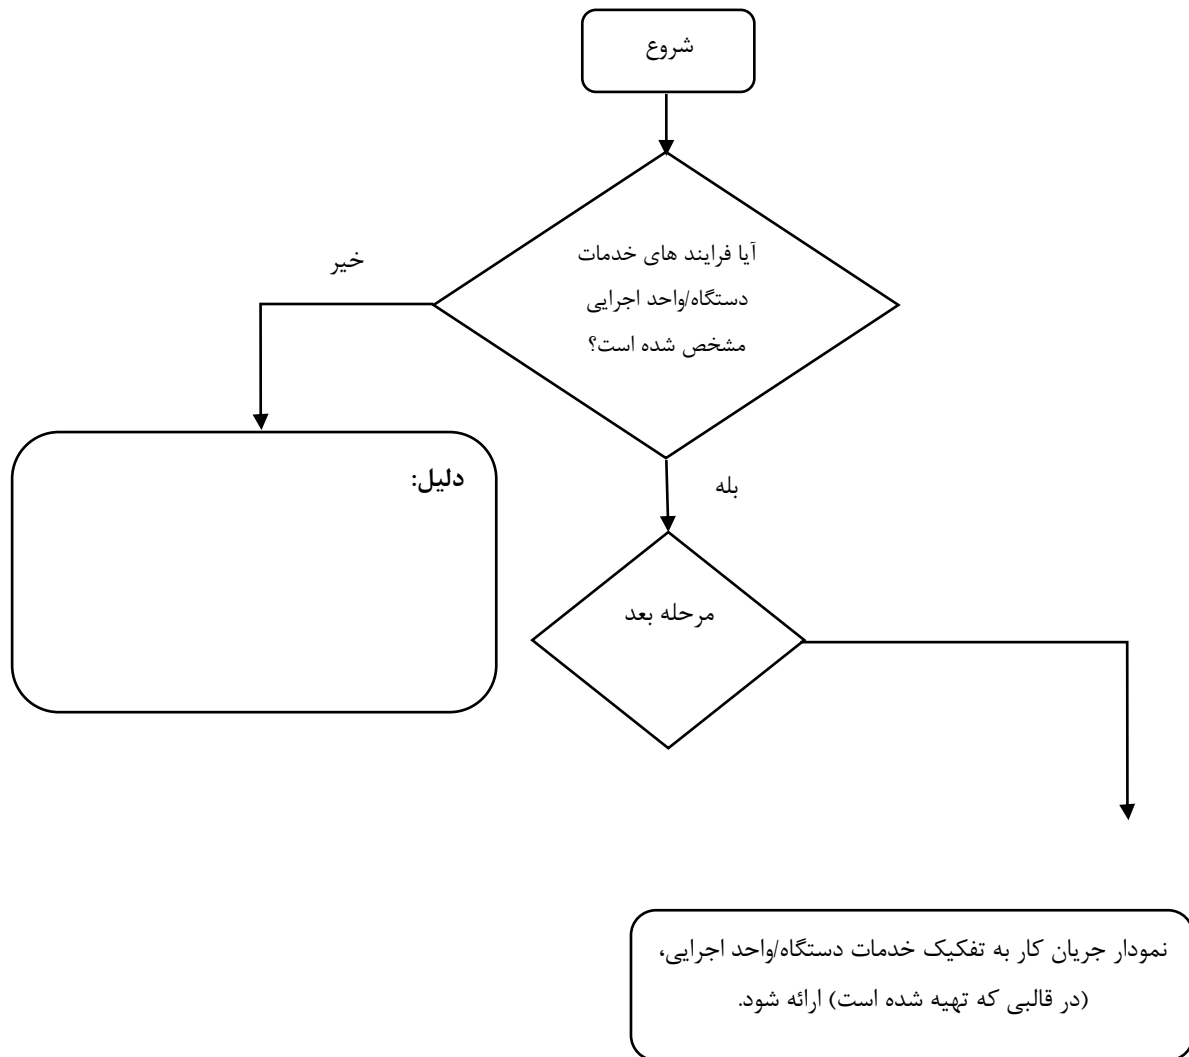 شروع
آیا فرایند های خدمات
دستگاه/واحد اجرایی
مشخص شده است؟
خیر
بله
دلیل:
مرحله بعد
نمودار جریان کار به تفکیک خدمات دستگاه/واحد اجرایی،
(در قالبی که تهیه شده است) ارائه شود.